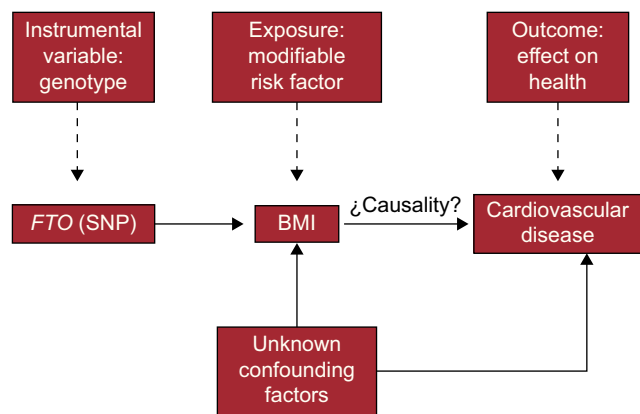 Instrumental
variable:
genotype
Exposure:
modifiable
risk factor
Outcome:
effect on
health
FTO (SNP)
BMI
¿Causality?
Cardiovascular
disease
Unknown
confounding
factors